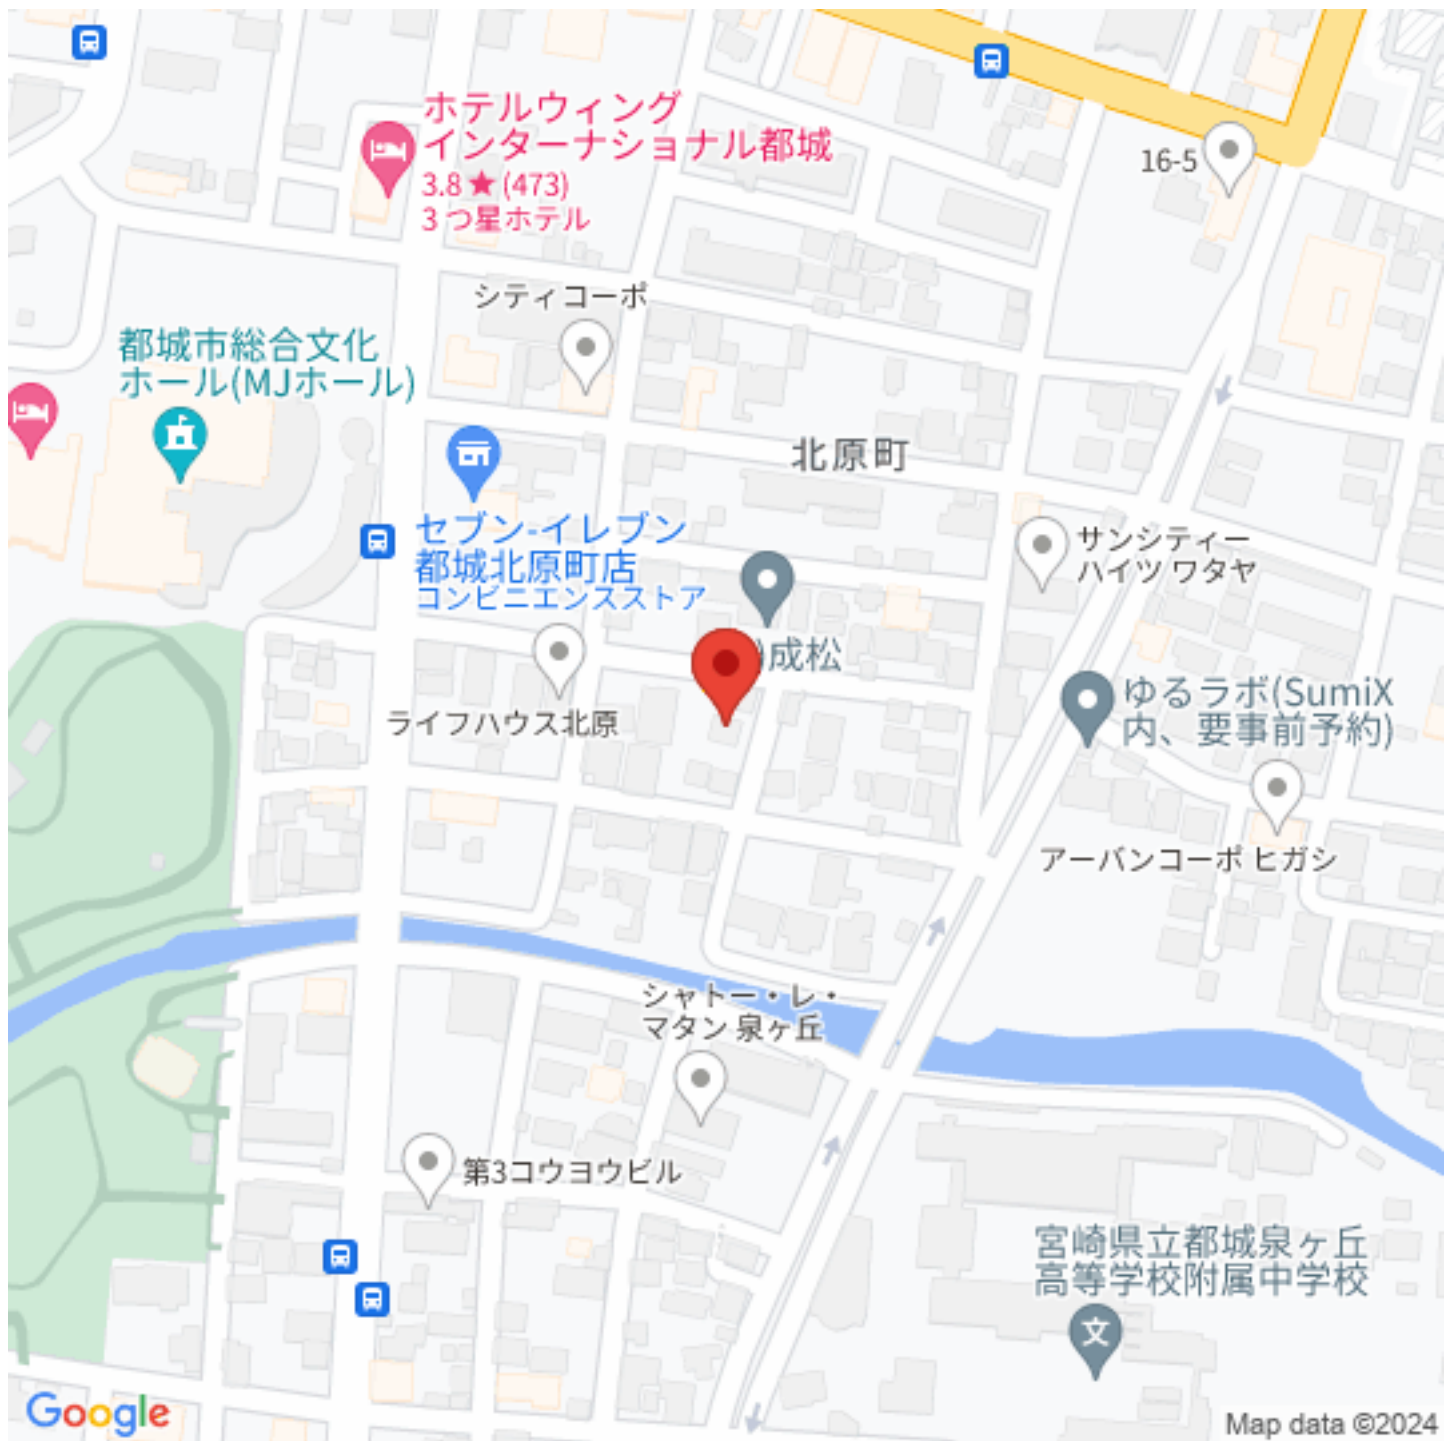 ホテルウィング
インターナショナル都城
3.8★(473)
3 つ星ホテル
16-5
シティコーポ
都城市総合文化
ホール(MJホール)
北原町
セブン-イレブン
都城北原町店
コンビニエンスストア
サンシティー
ハイツ ワタヤ
)成松
ライフハウス北原
ゆるラボ(SumiX
内、要事前予約)
アーバンコーポ ヒガシ
シャトー・レ・
マタン 泉ヶ丘
第3コウヨウビル
宮崎県立都城泉ヶ丘
高等学校附属中学校
文
Google
Map data ©2024